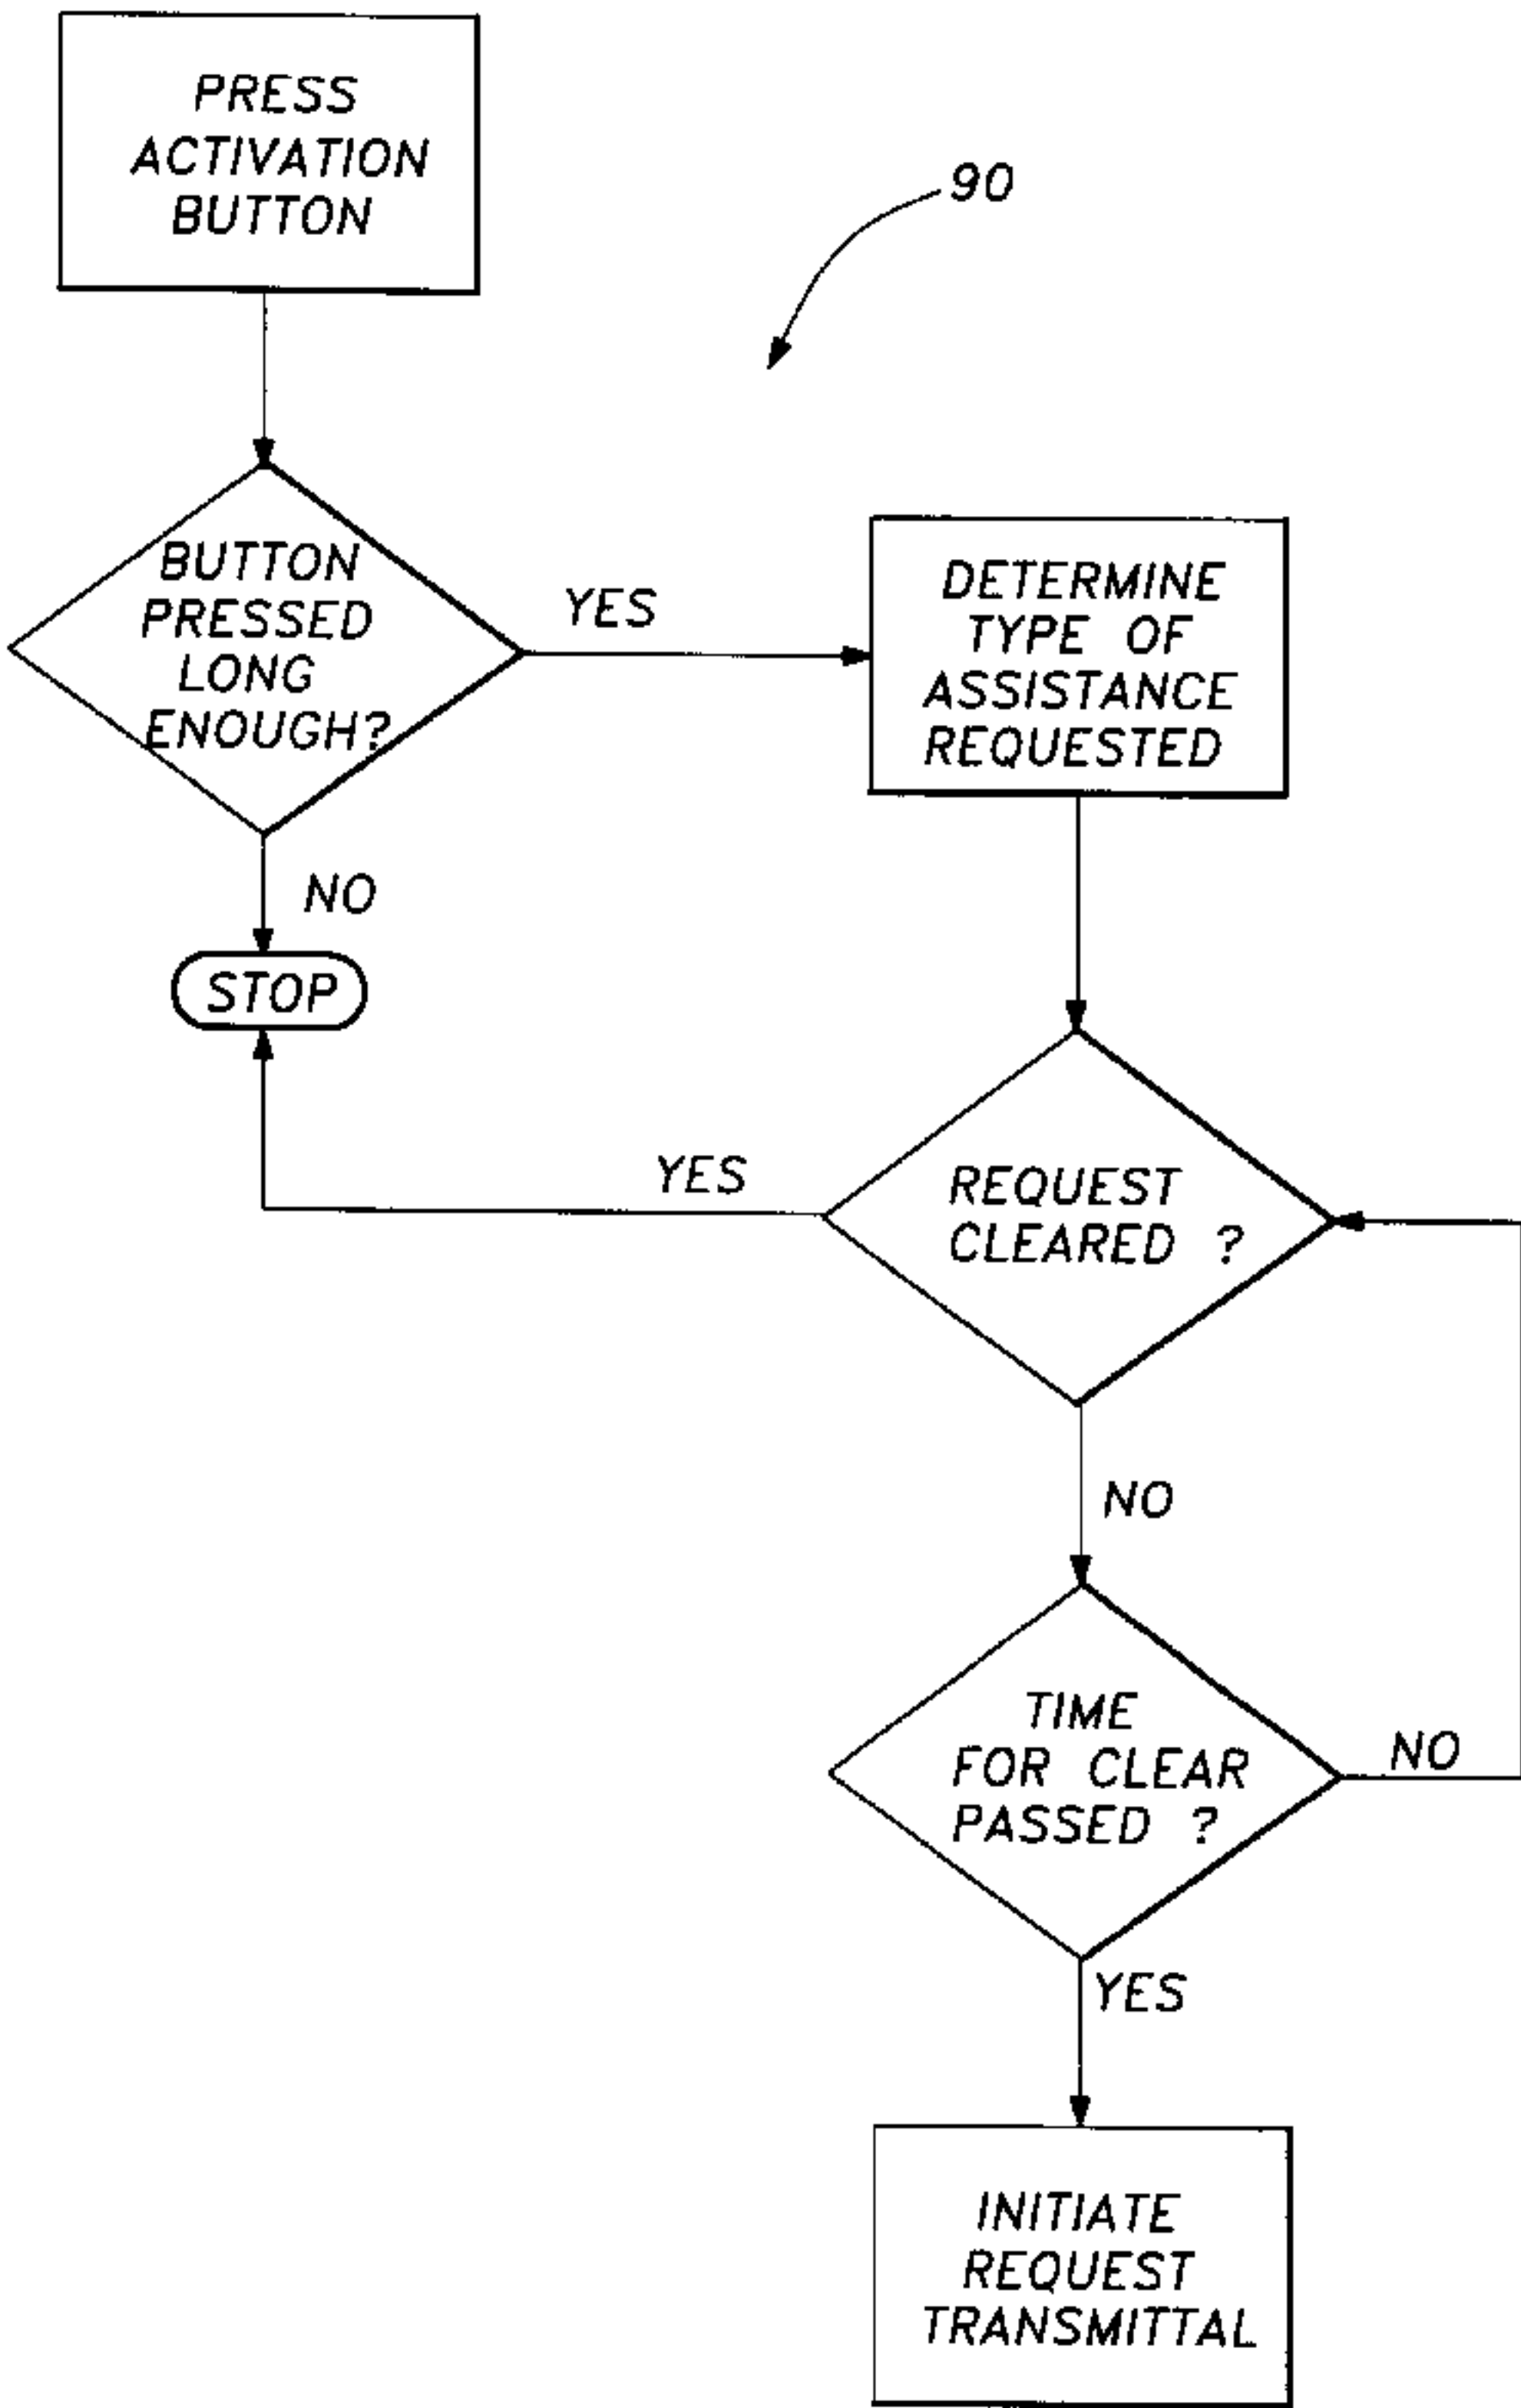 PRESS
ACTIVATION
BUTTON
90
BUTTON
PRESSED
LONG
ENOUGH?
YES
DETERMINE
TYPE OF
ASSISTANCE
REQUESTED
NO
STOP
YES
REQUEST
CLEARED ?
NO
TIME
FOR CLEAR
PASSED ?
NO
YES
INITIATE
REQUEST
TRANSMITTAL